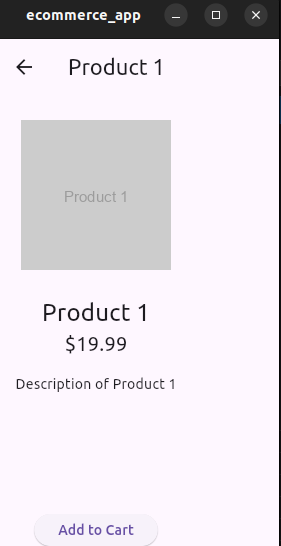 ecommerce_app
Product 1
Product 1
Product 1
$19.99
Description of Product 1
Add to Cart